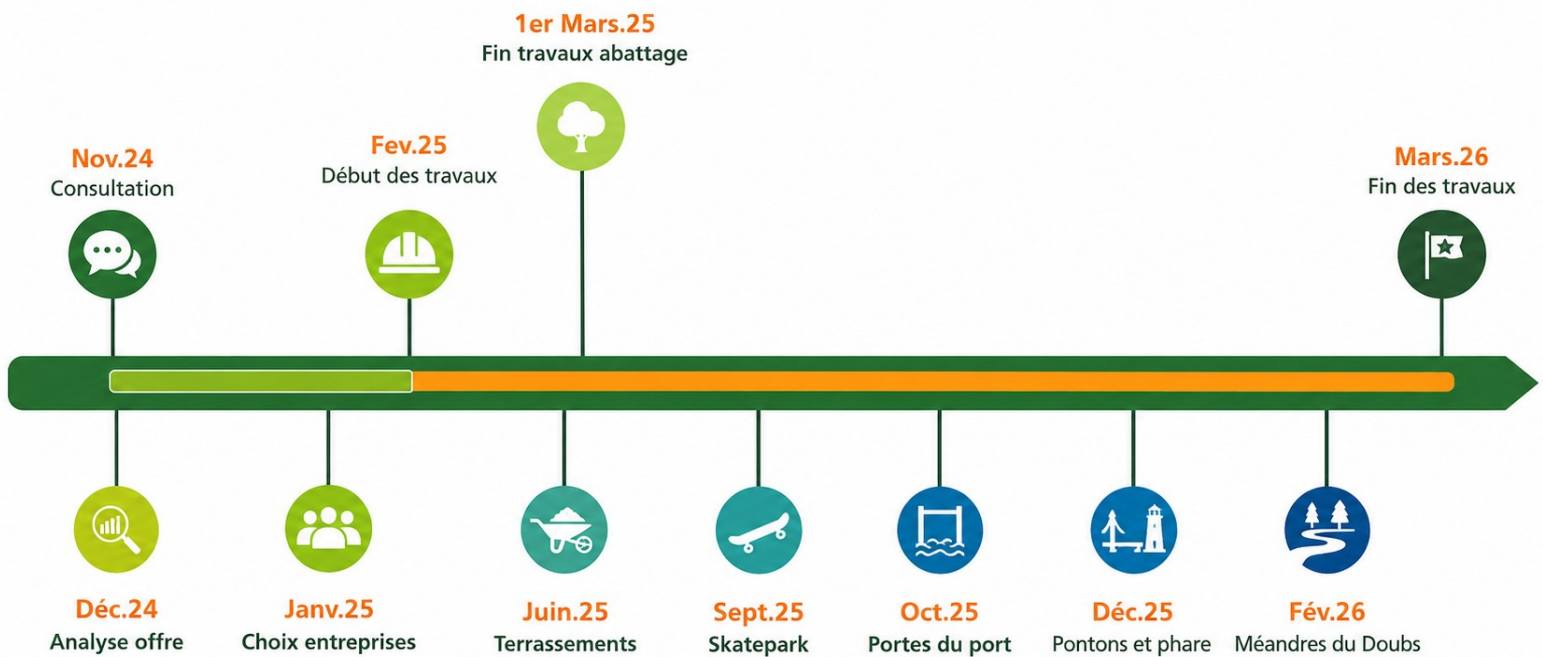 1er Mars.25
Fin travaux abattage
Nov.24
Consultation
Fev.25
Début des travaux
Mars.26
Fin des travaux
Déc.24
Analyse offre
Janv.25
Choix entreprises
Juin.25
Terrassements
Sept.25
Skatepark
Oct.25
Portes du port
Déc.25
Pontons et phare
Fév.26
Méandres du Doubs